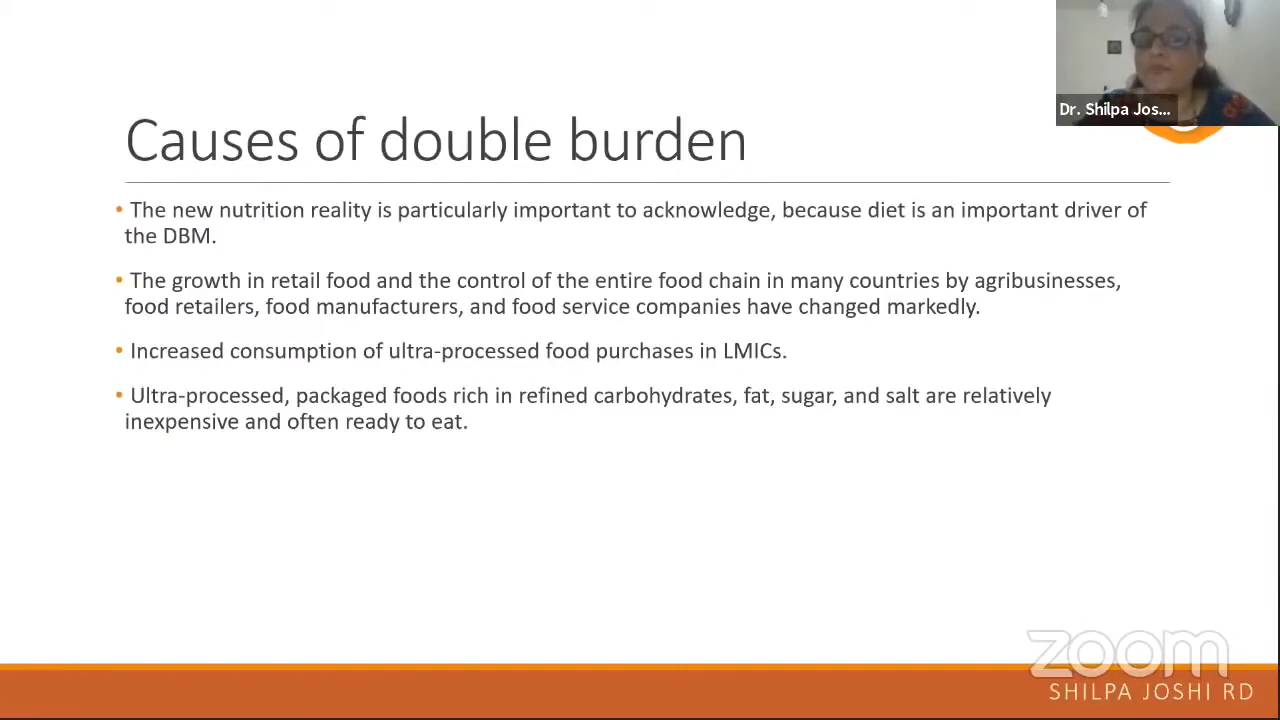 Dr. Shilpa Jos...
Causes of double burden
• The new nutrition reality is particularly important to acknowledge, because diet is an important driver of
the DBM.
• The growth in retail food and the control of the entire food chain in many countries by agribusinesses,
food retailers, food manufacturers, and food service companies have changed markedly.
• Increased consumption of ultra-processed food purchases in LMICs.
• Ultra-processed, packaged foods rich in refined carbohydrates, fat, sugar, and salt are relatively
inexpensive and often ready to eat.
zoom
SHILPA JOSHI RD